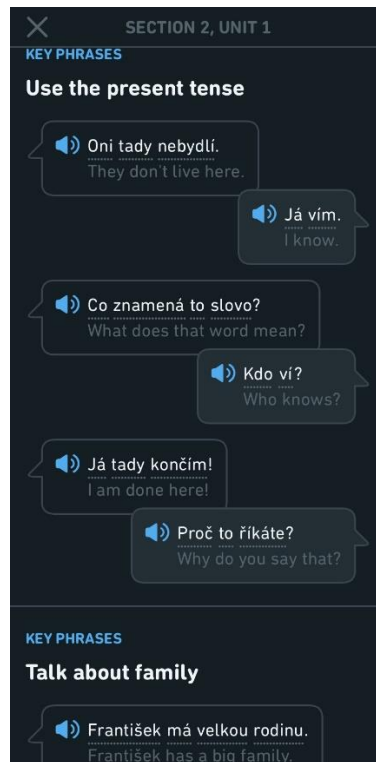 SECTION 2, UNIT 1
KEY PHRASES
Use the present tense
Oni tady nebydlí.
They don't live here.
Já vím.
I know.
Co znamená to slovo?
What does that word mean?
Kdo ví?
Who knows?
Já tady končím!
I am done here!
Proč to říkáte?
Why do you say that?
KEY PHRASES
Talk about family
František má velkou rodinu.
František has a big family.